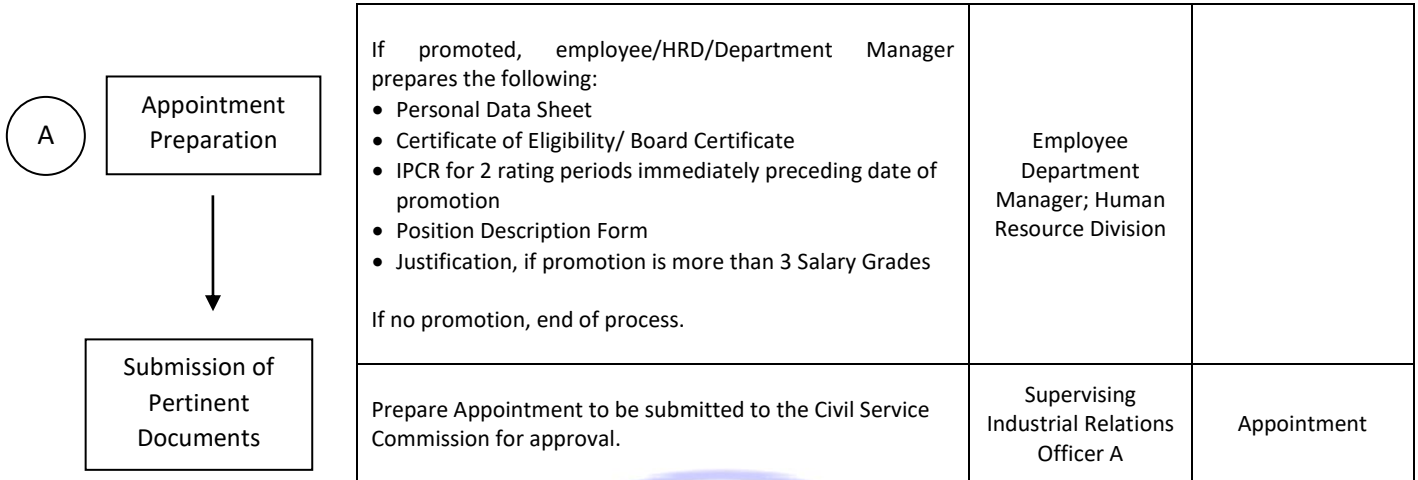 A
Appointment
Preparation
If promoted, employee/HRD/Department Manager
prepares the following:
• Personal Data Sheet
• Certificate of Eligibility/ Board Certificate
• IPCR for 2 rating periods immediately preceding date of
promotion
• Position Description Form
• Justification, if promotion is more than 3 Salary Grades
If no promotion, end of process.
Employee
Department
Manager; Human
Resource Division
Submission of
Pertinent
Documents
Prepare Appointment to be submitted to the Civil Service
Commission for approval.
Supervising
Industrial Relations
Officer A
Appointment